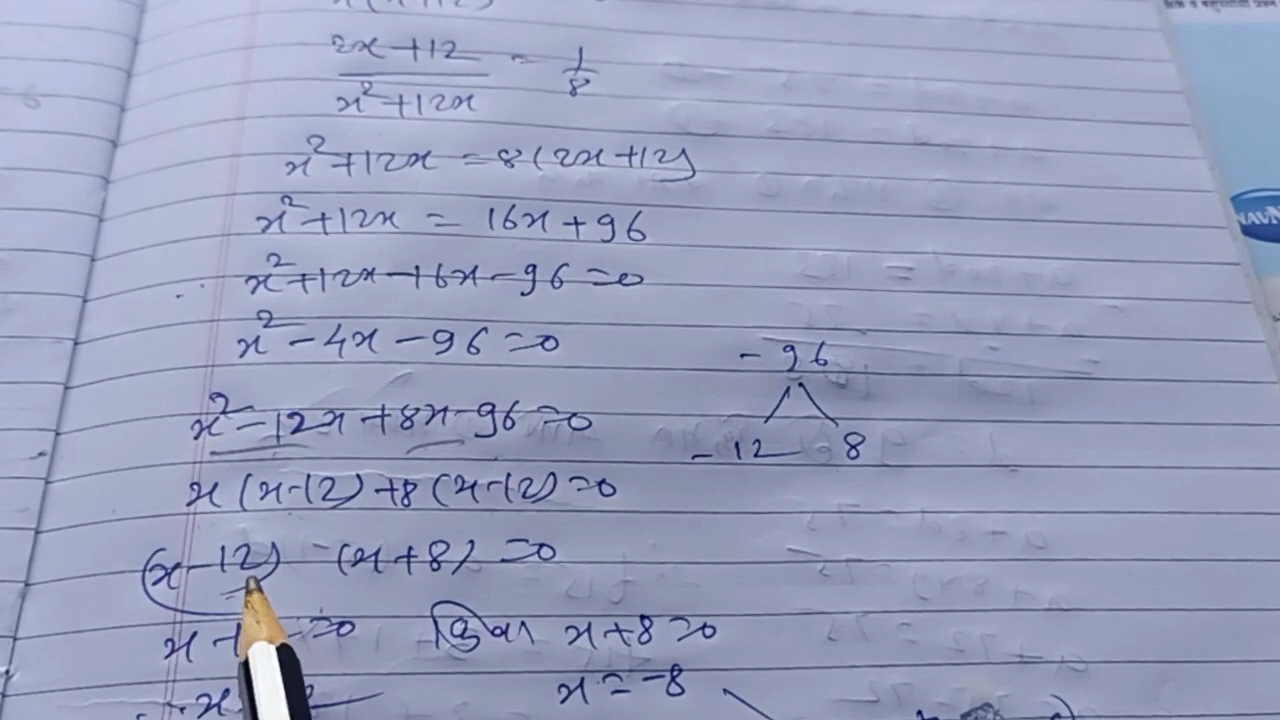 2x+12 / x²+12x = 1/8
x²+12x = 8(2x+12)
x²+12x = 16x+96
∴ x²+12x-16x-96=0
x²-4x-96=0
-96
-12 8
x²-12x+8x-96=0
x(x-12)+8(x-12)=0
(x-12) (x+8)=0
=0 किंवा x+8=0
x=-8